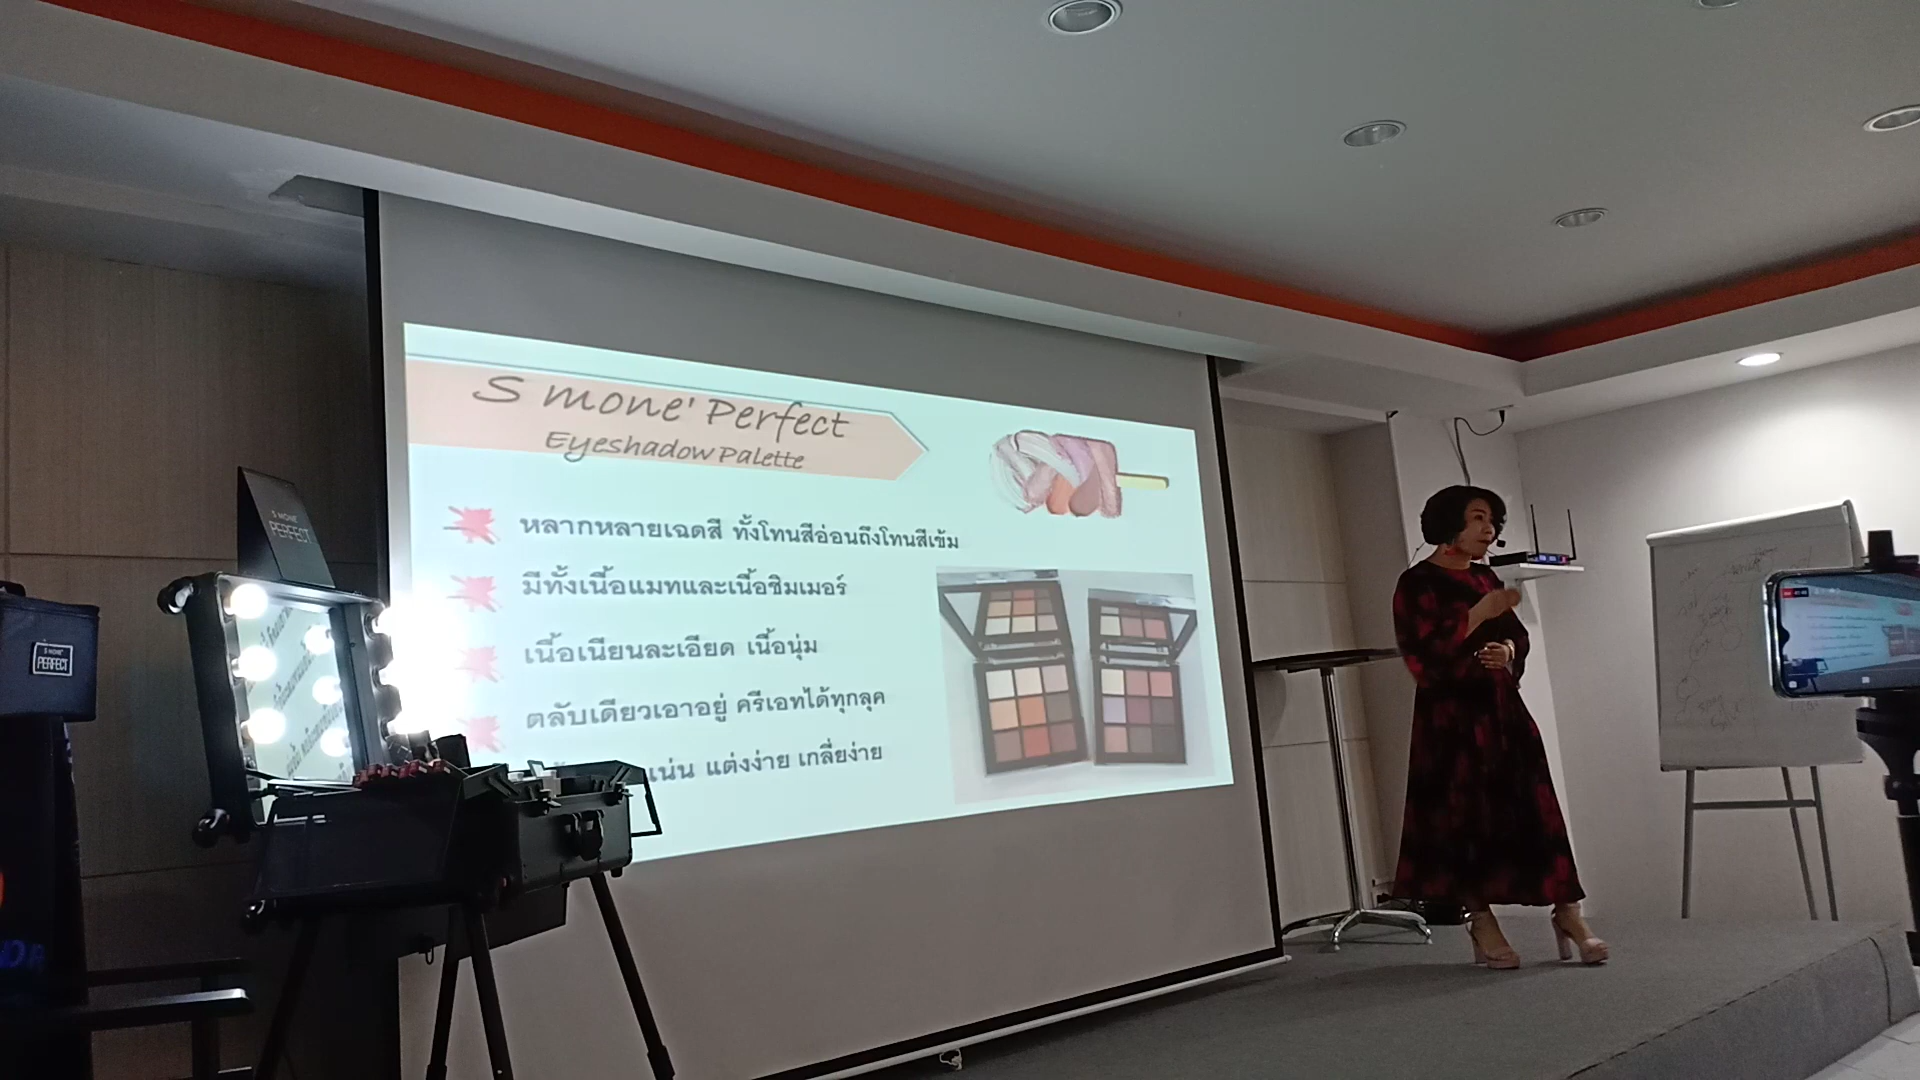 S mone' Perfect
Eyeshadow Palette
หลากหลายเฉดสี ทั้งโทนสีอ่อนถึงโทนสีเข้ม
มีทั้งเนื้อแมทและเนื้อชิมเมอร์
เนื้อเนียนละเอียด เนื้อนุ่ม
ตลับเดียวเอาอยู่ ครีเอทได้ทุกลุค
แน่น แต่งง่าย เกลี่ยง่าย
S MONE'
PERFECT
S MONE'
PERFECT